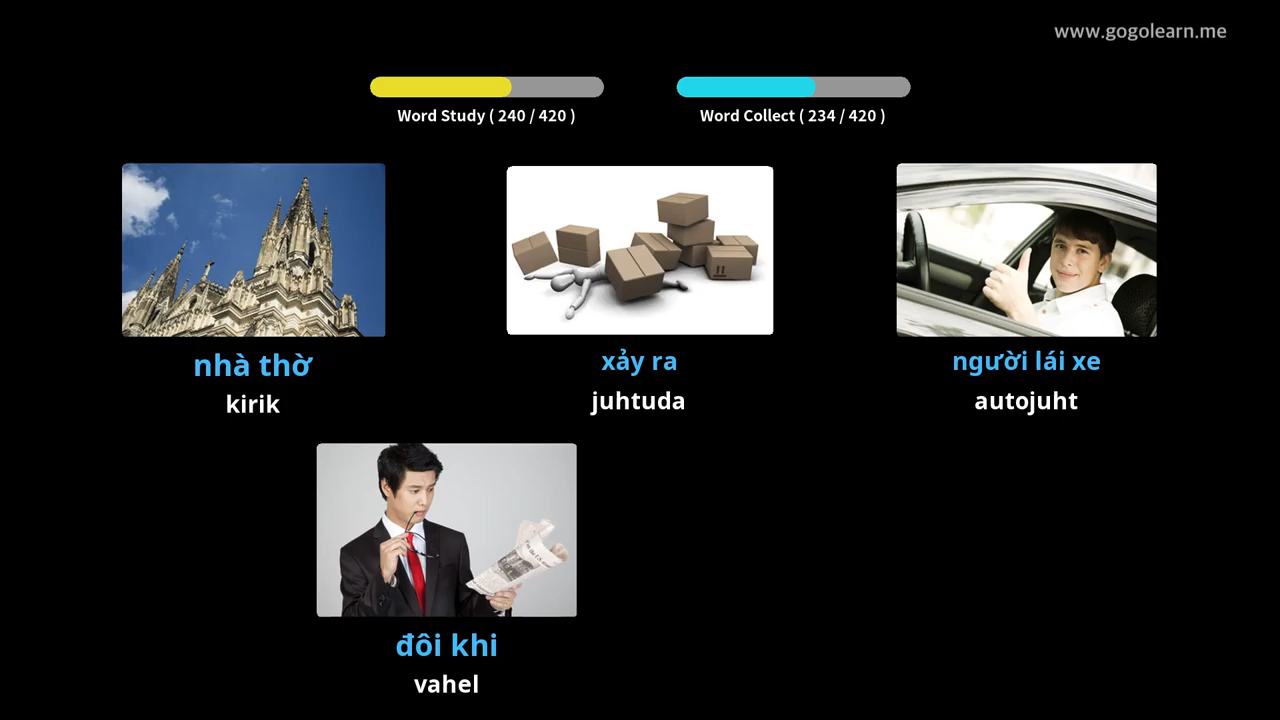 www.gogolearn.me
Word Study ( 240 / 420 )
Word Collect ( 234 / 420 )
nhà thờ
kirik
xảy ra
juhtuda
người lái xe
autojuht
đôi khi
vahel